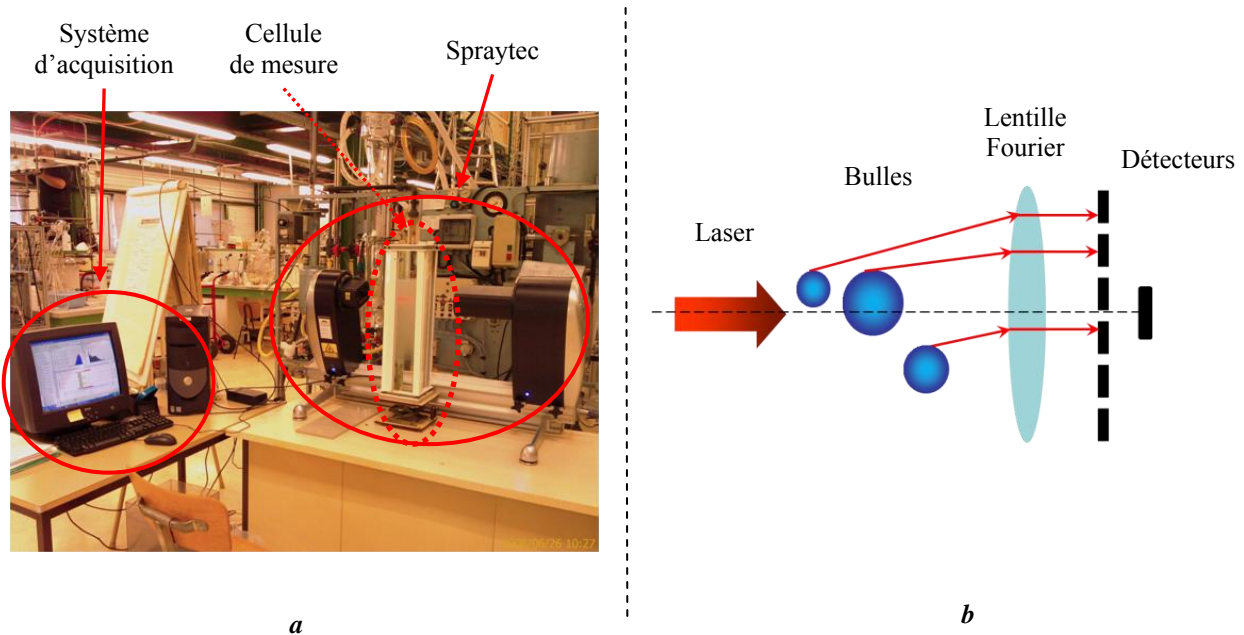 Système
d'acquisition
Cellule
de mesure
Spraytec
a
Laser
Bulles
Lentille
Fourier
Détecteurs
b